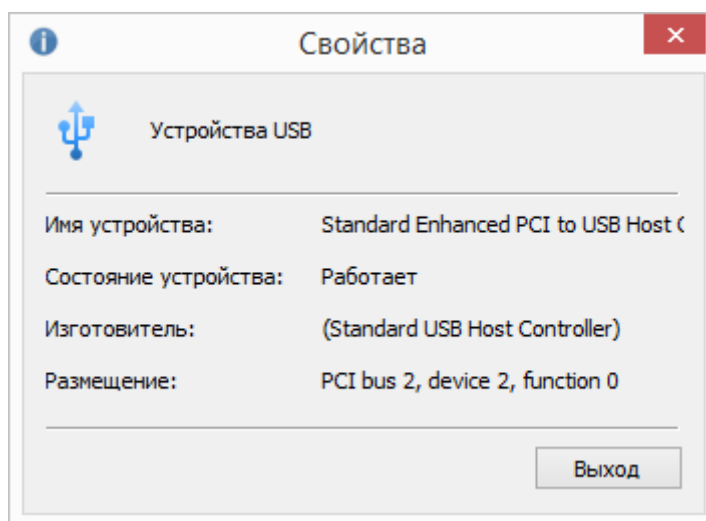 Свойства
Устройства USB
Имя устройства: Standard Enhanced PCI to USB Host
Состояние устройства: Работает
Изготовитель: (Standard USB Host Controller)
Размещение: PCI bus 2, device 2, function 0
Выход